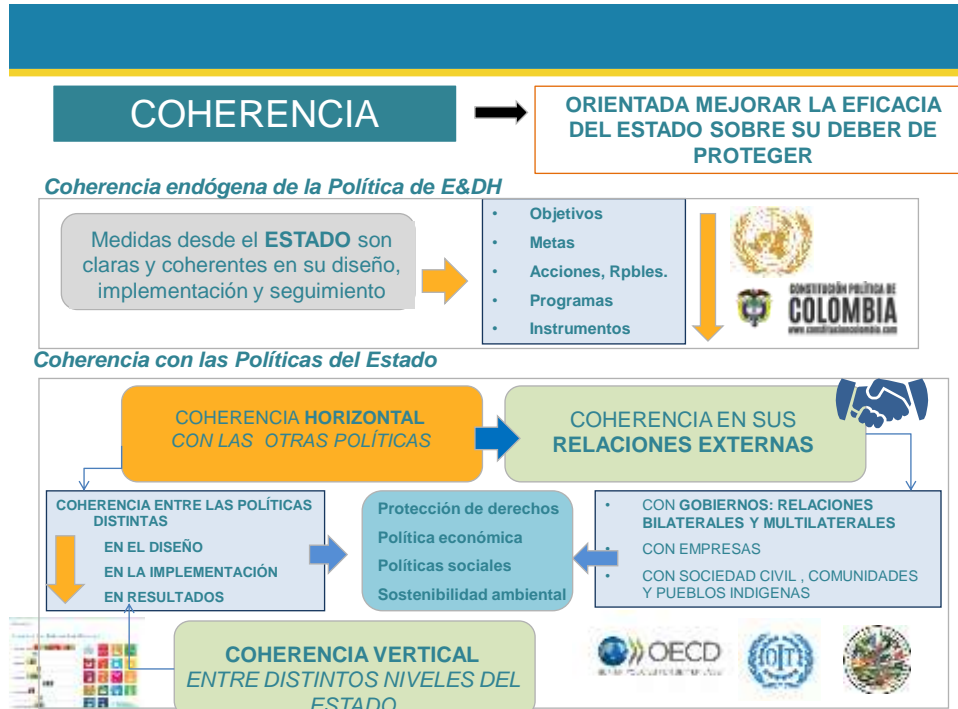 COHERENCIA
ORIENTADA MEJORAR LA EFICACIA
DEL ESTADO SOBRE SU DEBER DE
PROTEGER
Coherencia endógena de la Política de E&DH
Medidas desde el ESTADO son
claras y coherentes en su diseño,
implementación y seguimiento
• Objetivos
• Metas
• Acciones, Rpbles.
• Programas
• Instrumentos
CONSTITUCIÓN POLÍTICA DE
COLOMBIA
www.constitucioncolombia.com
Coherencia con las Políticas del Estado
COHERENCIA HORIZONTAL
CON LAS OTRAS POLÍTICAS
COHERENCIA EN SUS
RELACIONES EXTERNAS
COHERENCIA ENTRE LAS POLÍTICAS
DISTINTAS
EN EL DISEÑO
EN LA IMPLEMENTACIÓN
EN RESULTADOS
Protección de derechos
Política económica
Políticas sociales
Sostenibilidad ambiental
• CON GOBIERNOS: RELACIONES
BILATERALES Y MULTILATERALES
• CON EMPRESAS
• CON SOCIEDAD CIVIL , COMUNIDADES
Y PUEBLOS INDIGENAS
COHERENCIA VERTICAL
ENTRE DISTINTOS NIVELES DEL
ESTADO
OECD
OIT